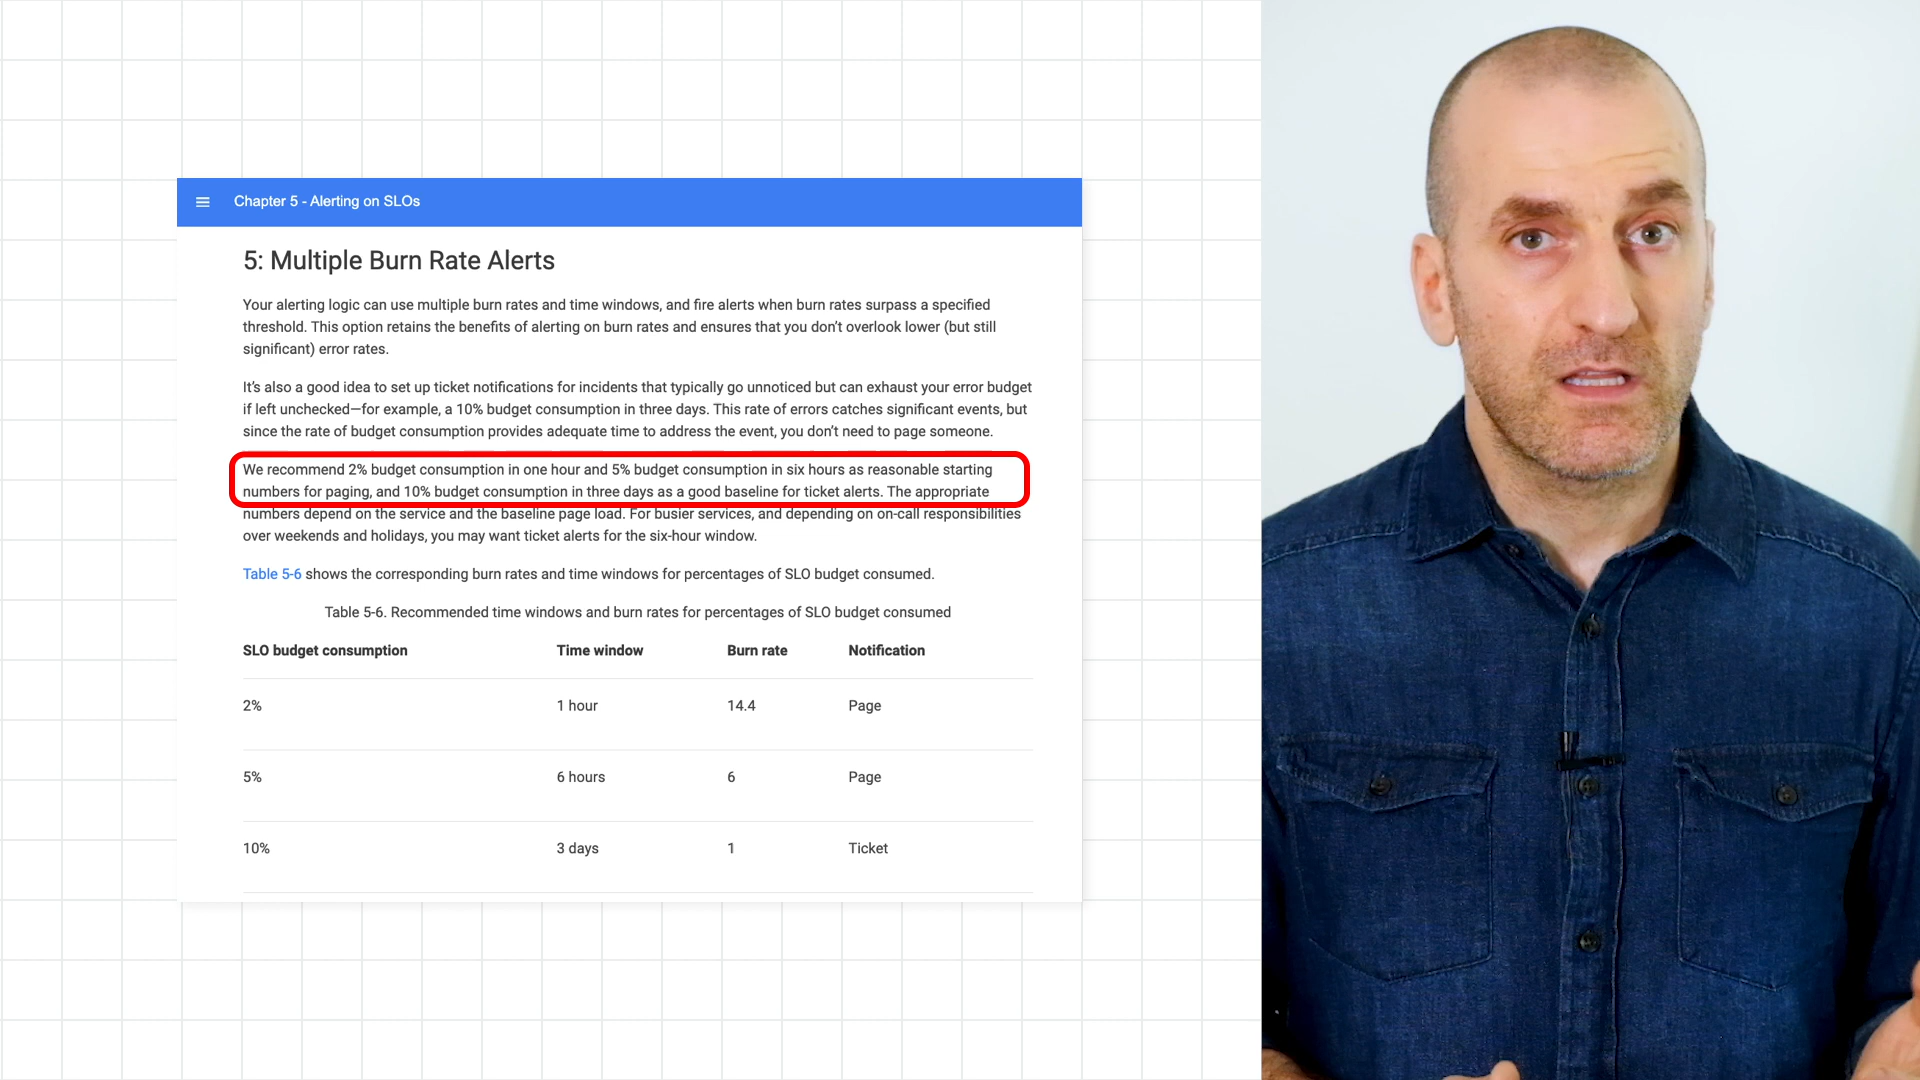 Chapter 5 - Alerting on SLOs
5: Multiple Burn Rate Alerts
Your alerting logic can use multiple burn rates and time windows, and fire alerts when burn rates surpass a specified
threshold. This option retains the benefits of alerting on burn rates and ensures that you don’t overlook lower (but still
significant) error rates.
It’s also a good idea to set up ticket notifications for incidents that typically go unnoticed but can exhaust your error budget
if left unchecked—for example, a 10% budget consumption in three days. This rate of errors catches significant events, but
since the rate of budget consumption provides adequate time to address the event, you don’t need to page someone.
We recommend 2% budget consumption in one hour and 5% budget consumption in six hours as reasonable starting
numbers for paging, and 10% budget consumption in three days as a good baseline for ticket alerts. The appropriate
numbers depend on the service and the baseline page load. For busier services, and depending on on-call responsibilities
over weekends and holidays, you may want ticket alerts for the six-hour window.
Table 5-6 shows the corresponding burn rates and time windows for percentages of SLO budget consumed.
Table 5-6. Recommended time windows and burn rates for percentages of SLO budget consumed
SLO budget consumption Time window Burn rate Notification
2% 1 hour 14.4 Page
5% 6 hours 6 Page
10% 3 days 1 Ticket